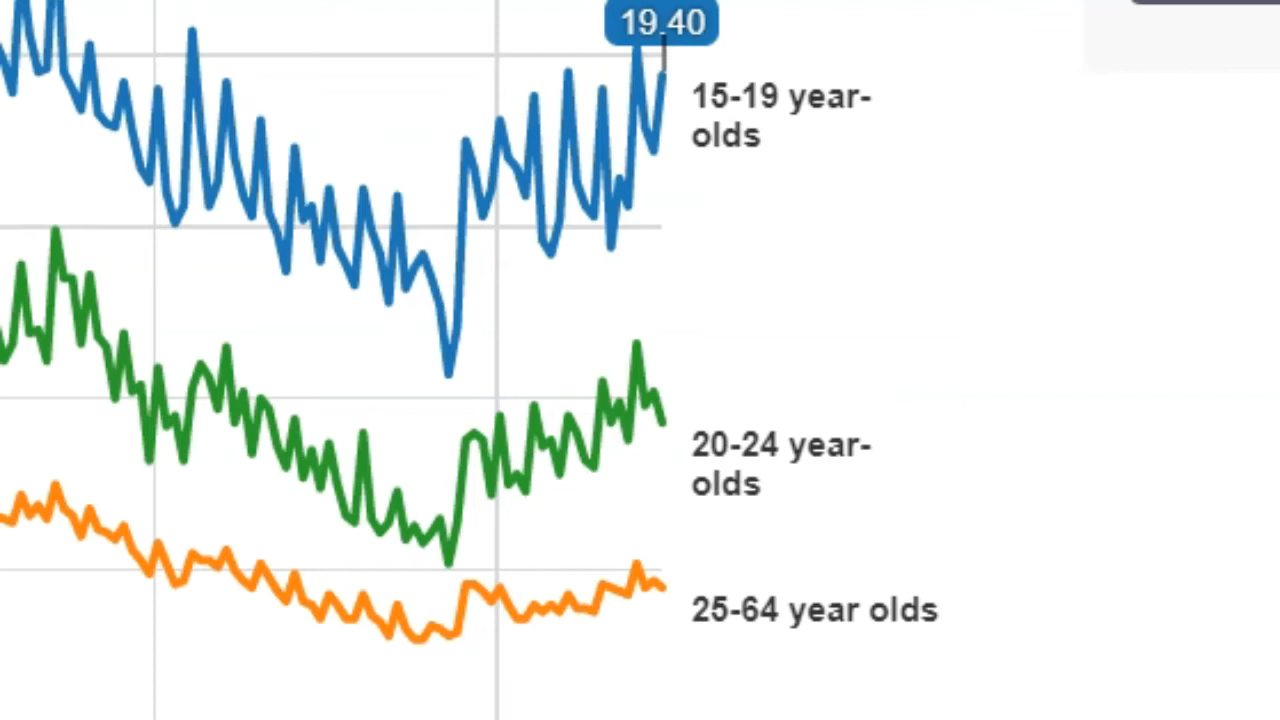 19.40
15-19 year-
olds
20-24 year-
olds
25-64 year olds